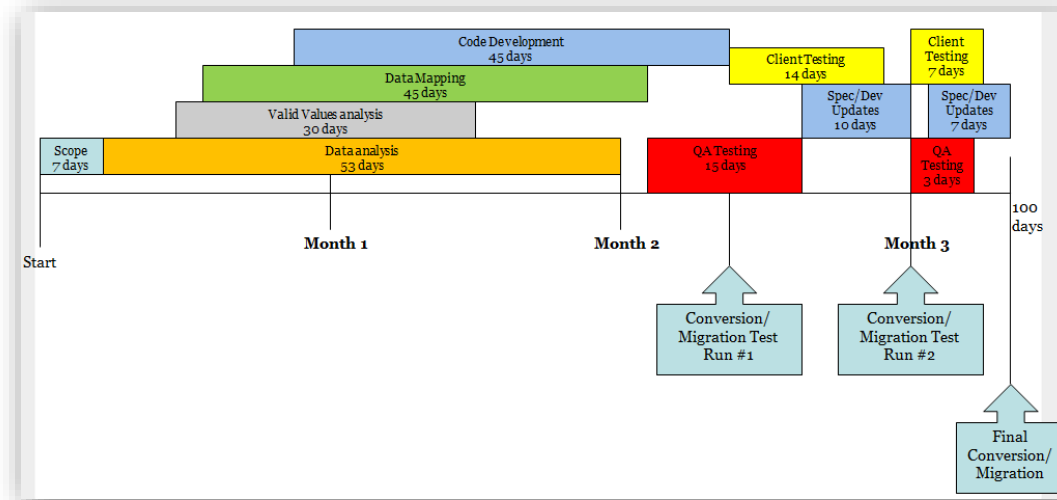 Code Development
45 days
Client Testing
14 days
Client
Testing
7 days
Data Mapping
45 days
Spec/Dev
Updates
10 days
Spec/Dev
Updates
7 days
Valid Values analysis
30 days
Scope
7 days
Data analysis
53 days
QA Testing
15 days
QA
Testing
3 days
100
days
Start
Month 1
Month 2
Month 3
Conversion/
Migration Test
Run #1
Conversion/
Migration Test
Run #2
Final
Conversion/
Migration